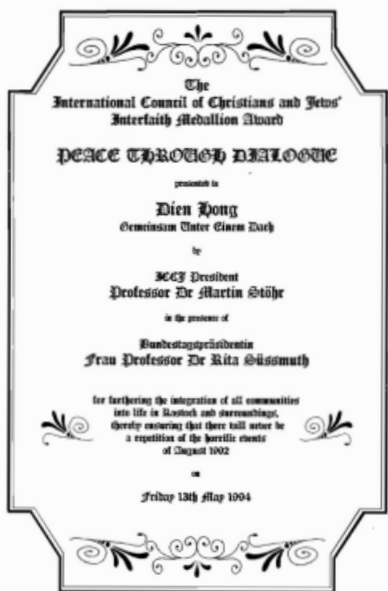 The
International Council of Christians and Jews'
Interfaith Medallion Award
PEACE THROUGH DIALOGUE
presented to
Dien Hong
Gemeinsam Unter Einem Dach
by
ICCJ President
Professor Dr Martin Stöhr
in the presence of
Bundestagspräsidentin
Frau Professor Dr Rita Süssmuth
for furthering the integration of all communities
into life in Rostock and surroundings,
thereby ensuring that there will never be
a repetition of the horrific events
of August 1992
on
Friday 13th May 1994